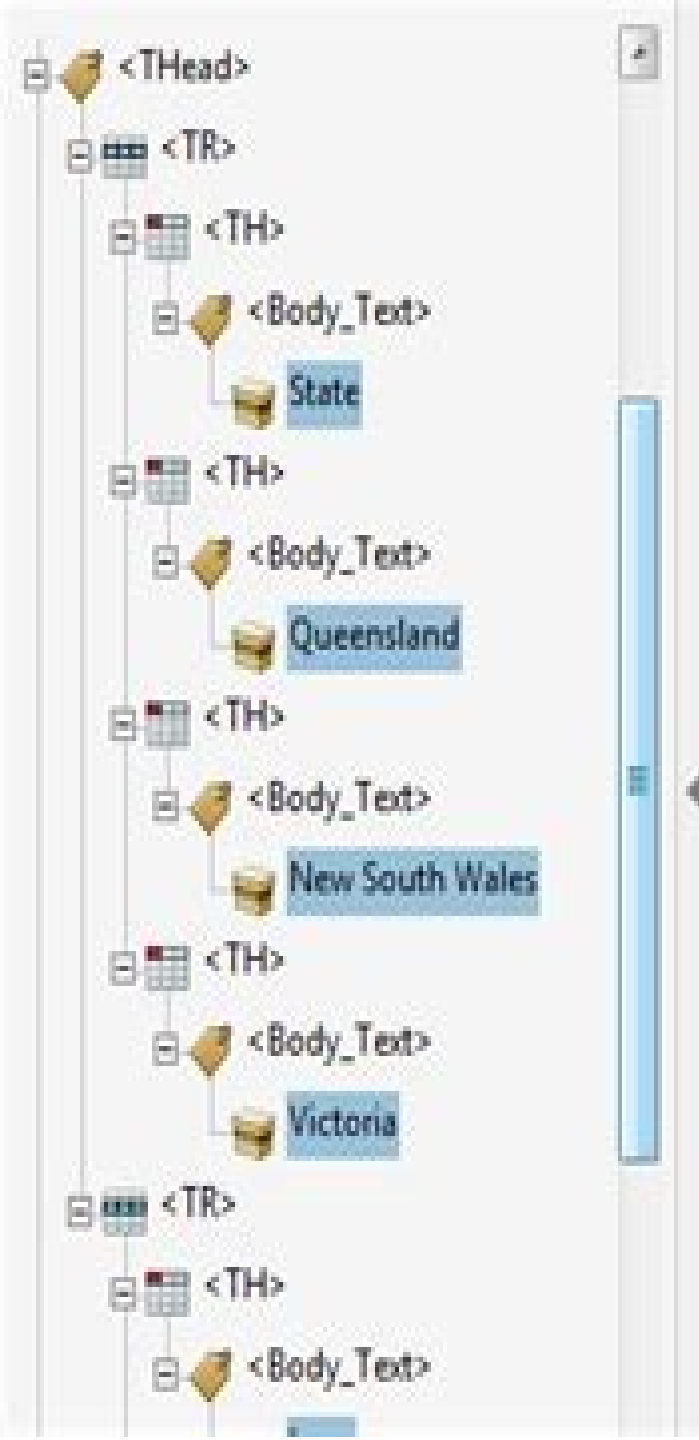 <THead>
<TR>
<TH>
<Body_Text>
State
<TH>
<Body_Text>
Queensland
<TH>
<Body_Text>
New South Wales
<TH>
<Body_Text>
Victoria
<TR>
<TH>
<Body_Text>